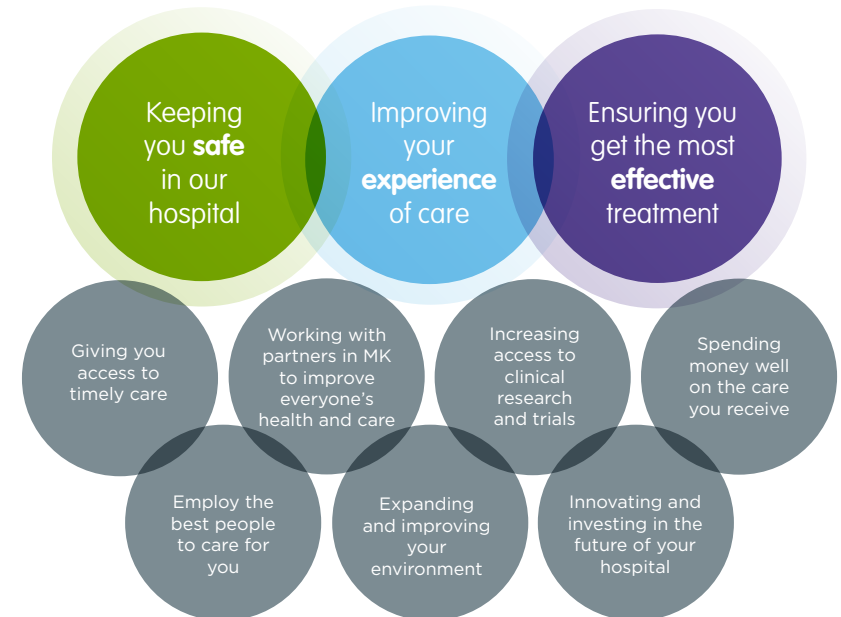 Keeping
you safe
in our
hospital
Improving
your
experience
of care
Ensuring you
get the most
effective
treatment
Giving you
access to
timely care
Working with
partners in MK
to improve
everyone’s
health and care
Increasing
access to
clinical
research
and trials
Spending
money well
on the care
you receive
Employ the
best people
to care for
you
Expanding
and improving
your
environment
Innovating and
investing in the
future of your
hospital